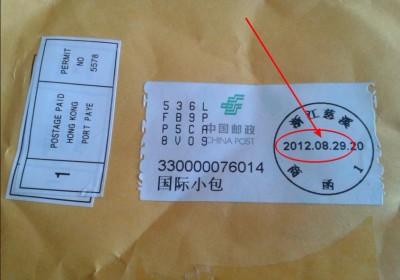 PERMIT
NO
5578
POSTAGE PAID
HONG KONG
PORT PAYE
1
536L
FB9P
P5CA
8V09
中国邮政
CHINA POST
330000076014
国际小包
浙江慈溪
2012.08.29.20
商函 1